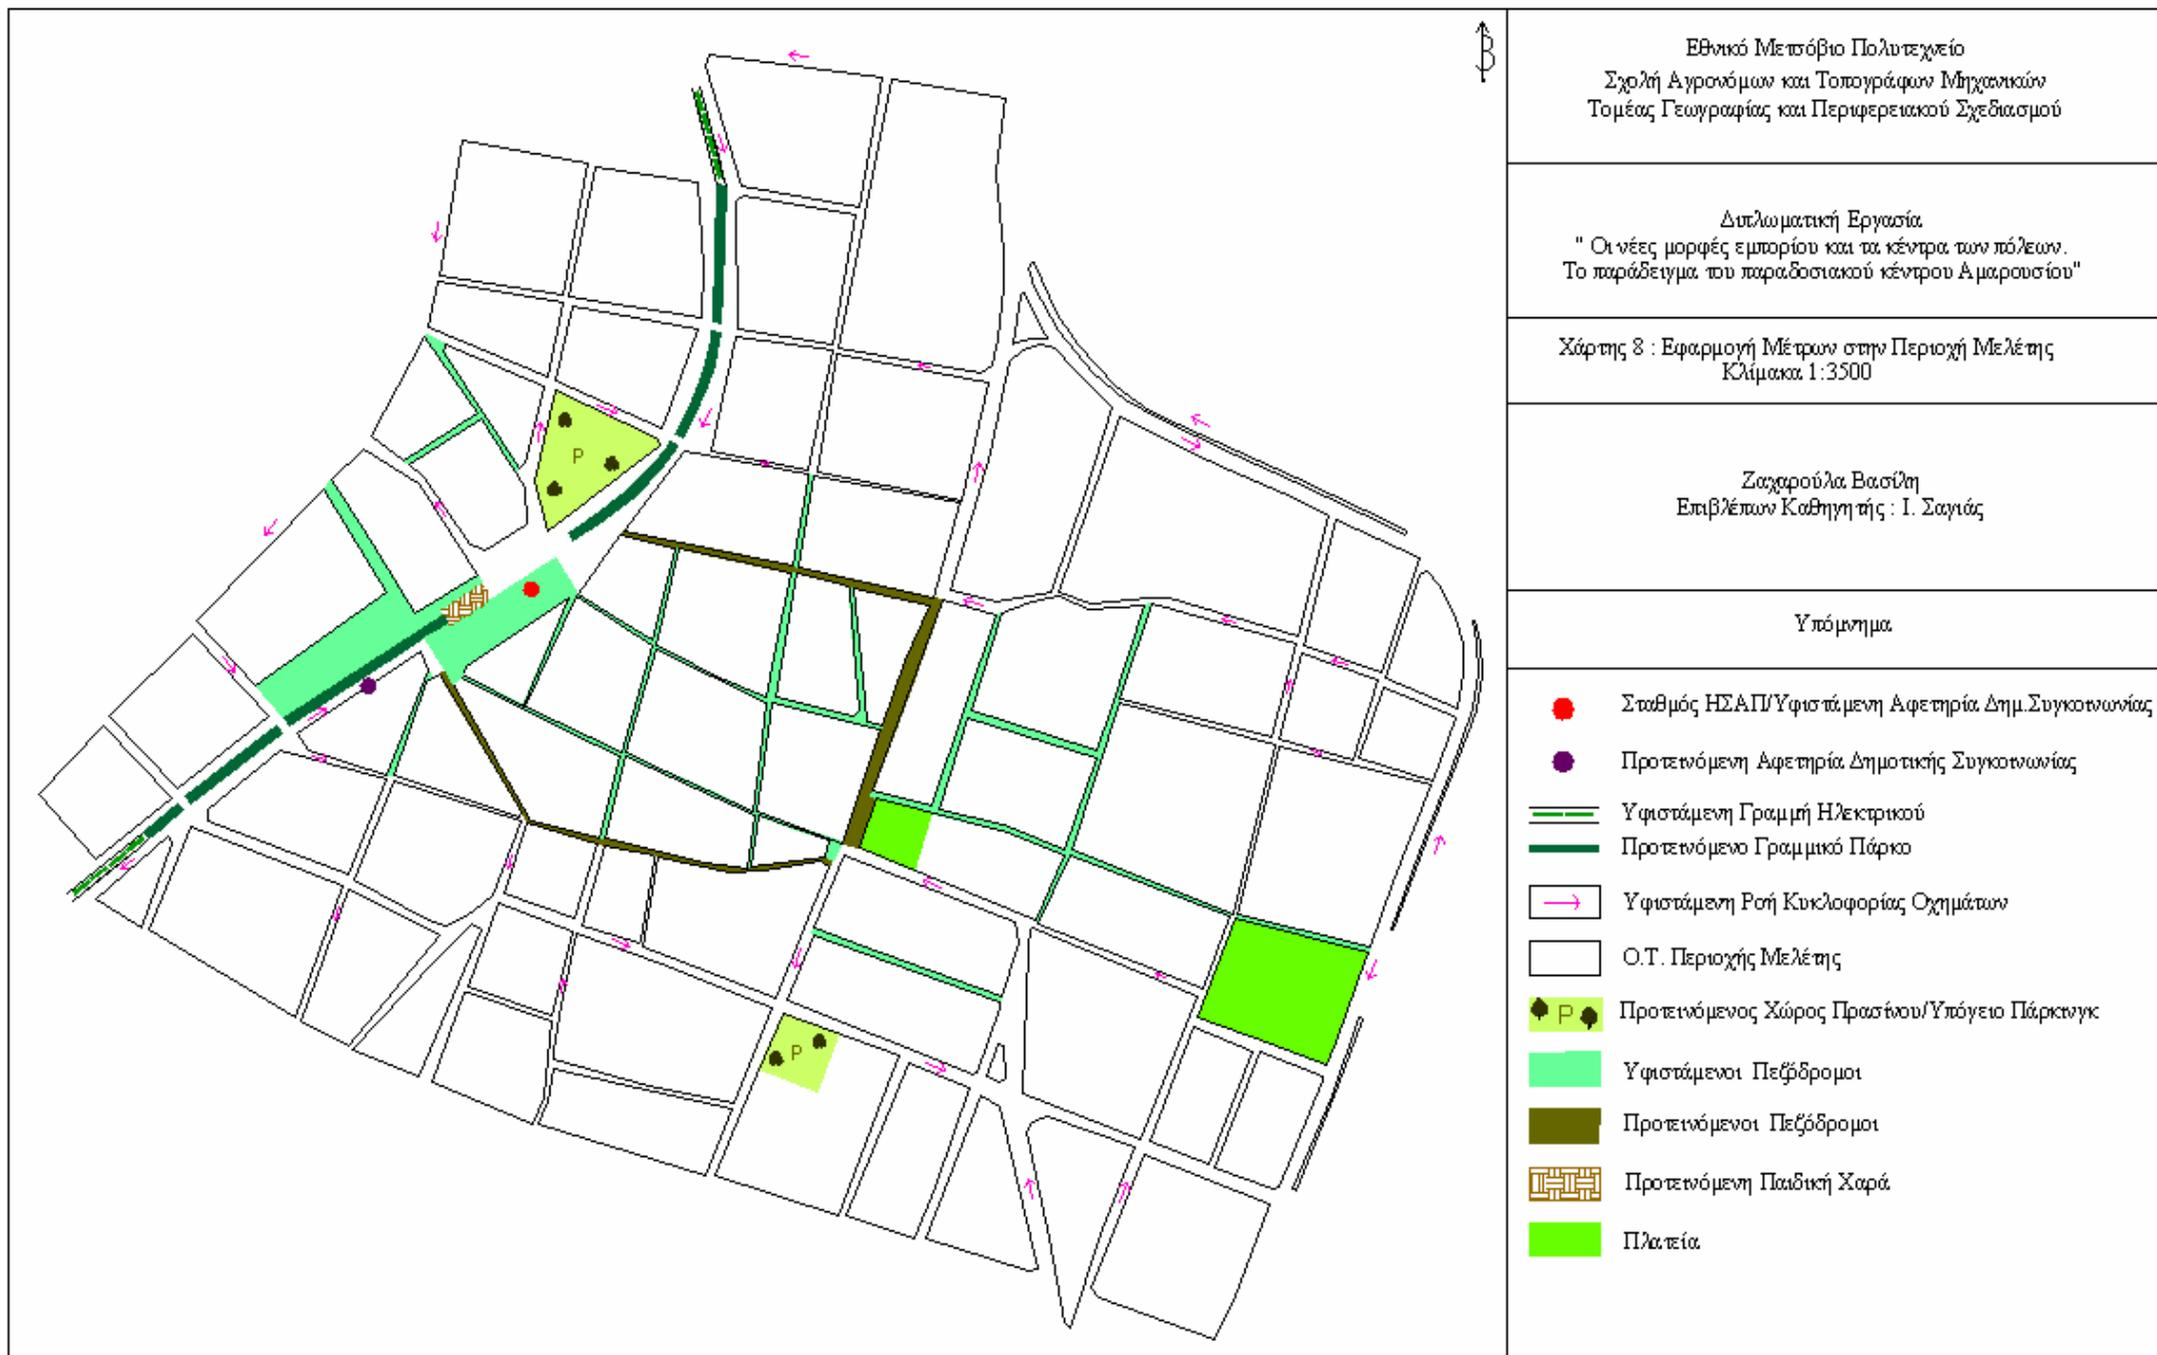 Β
Εθνικό Μετσόβιο Πολυτεχνείο
Σχολή Αγρονόμων και Τοπογράφων Μηχανικών
Τομέας Γεωγραφίας και Περιφερειακού Σχεδιασμού
Διπλωματική Εργασία
" Οι νέες μορφές εμπορίου και τα κέντρα των πόλεων.
Το παράδειγμα του παραδοσιακού κέντρου Αμαρουσίου"
Χάρτης 8 : Εφαρμογή Μέτρων στην Περιοχή Μελέτης
Κλίμακα 1:3500
Ζαχαρούλα Βασίλη
Επιβλέπων Καθηγητής : Ι. Σαγιάς
Υπόμνημα
Σταθμός ΗΣΑΠ/Υφιστάμενη Αφετηρία Δημ.Συγκοινωνίας
Προτεινόμενη Αφετηρία Δημοτικής Συγκοινωνίας
Υφιστάμενη Γραμμή Ηλεκτρικού
Προτεινόμενο Γραμμικό Πάρκο
Υφιστάμενη Ροή Κυκλοφορίας Οχημάτων
Ο.Τ. Περιοχής Μελέτης
P Προτεινόμενος Χώρος Πρασίνου/Υπόγειο Πάρκινγκ
Υφιστάμενοι Πεζόδρομοι
Προτεινόμενοι Πεζόδρομοι
Προτεινόμενη Παιδική Χαρά
Πλατεία
P
P